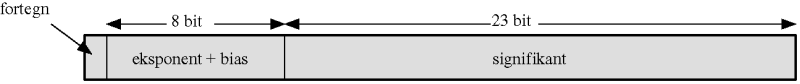 fortegn
8 bit
23 bit
eksponent + bias
signifikant